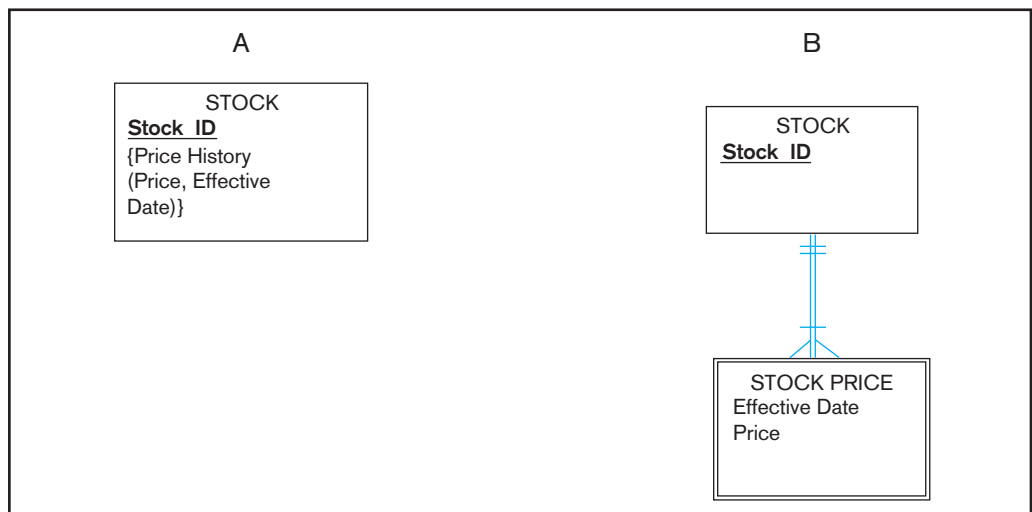 A
STOCK
Stock_ID
{Price History
(Price, Effective
Date)}
B
STOCK
Stock_ID
STOCK PRICE
Effective Date
Price